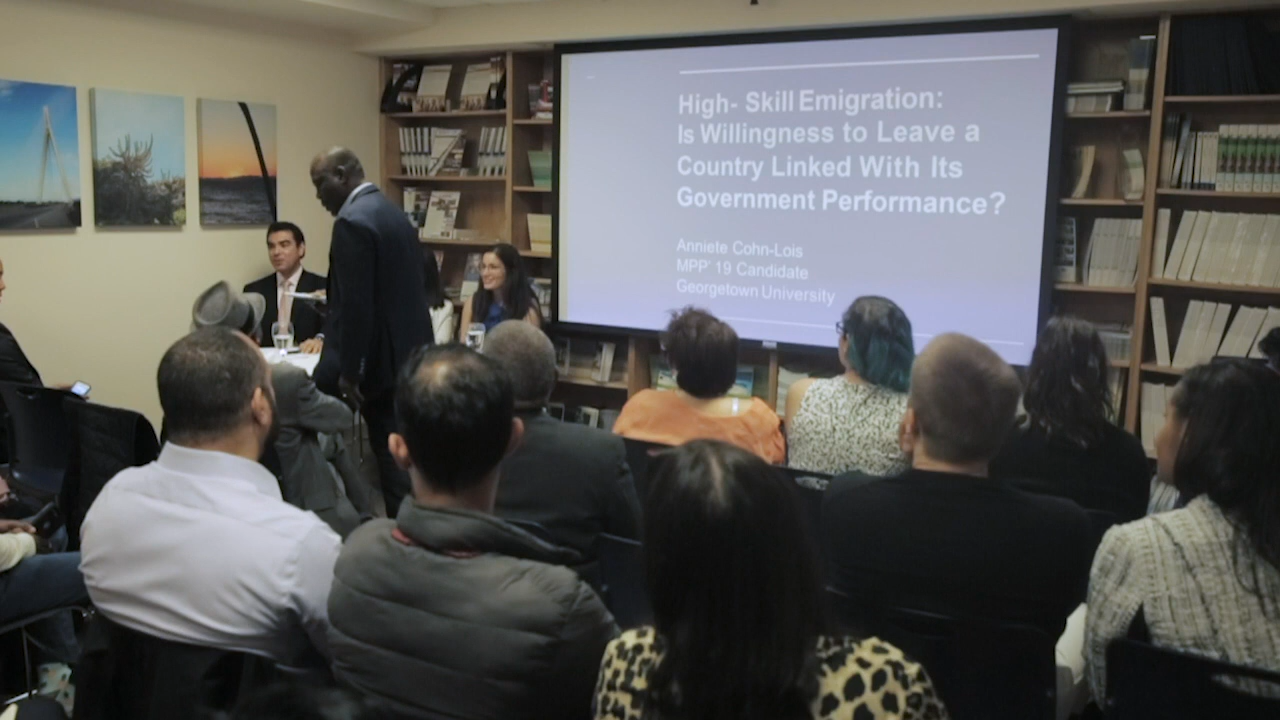 High- Skill Emigration:
Is Willingness to Leave a
Country Linked With Its
Government Performance?
Anniete Cohn-Lois
MPP' 19 Candidate
Georgetown University